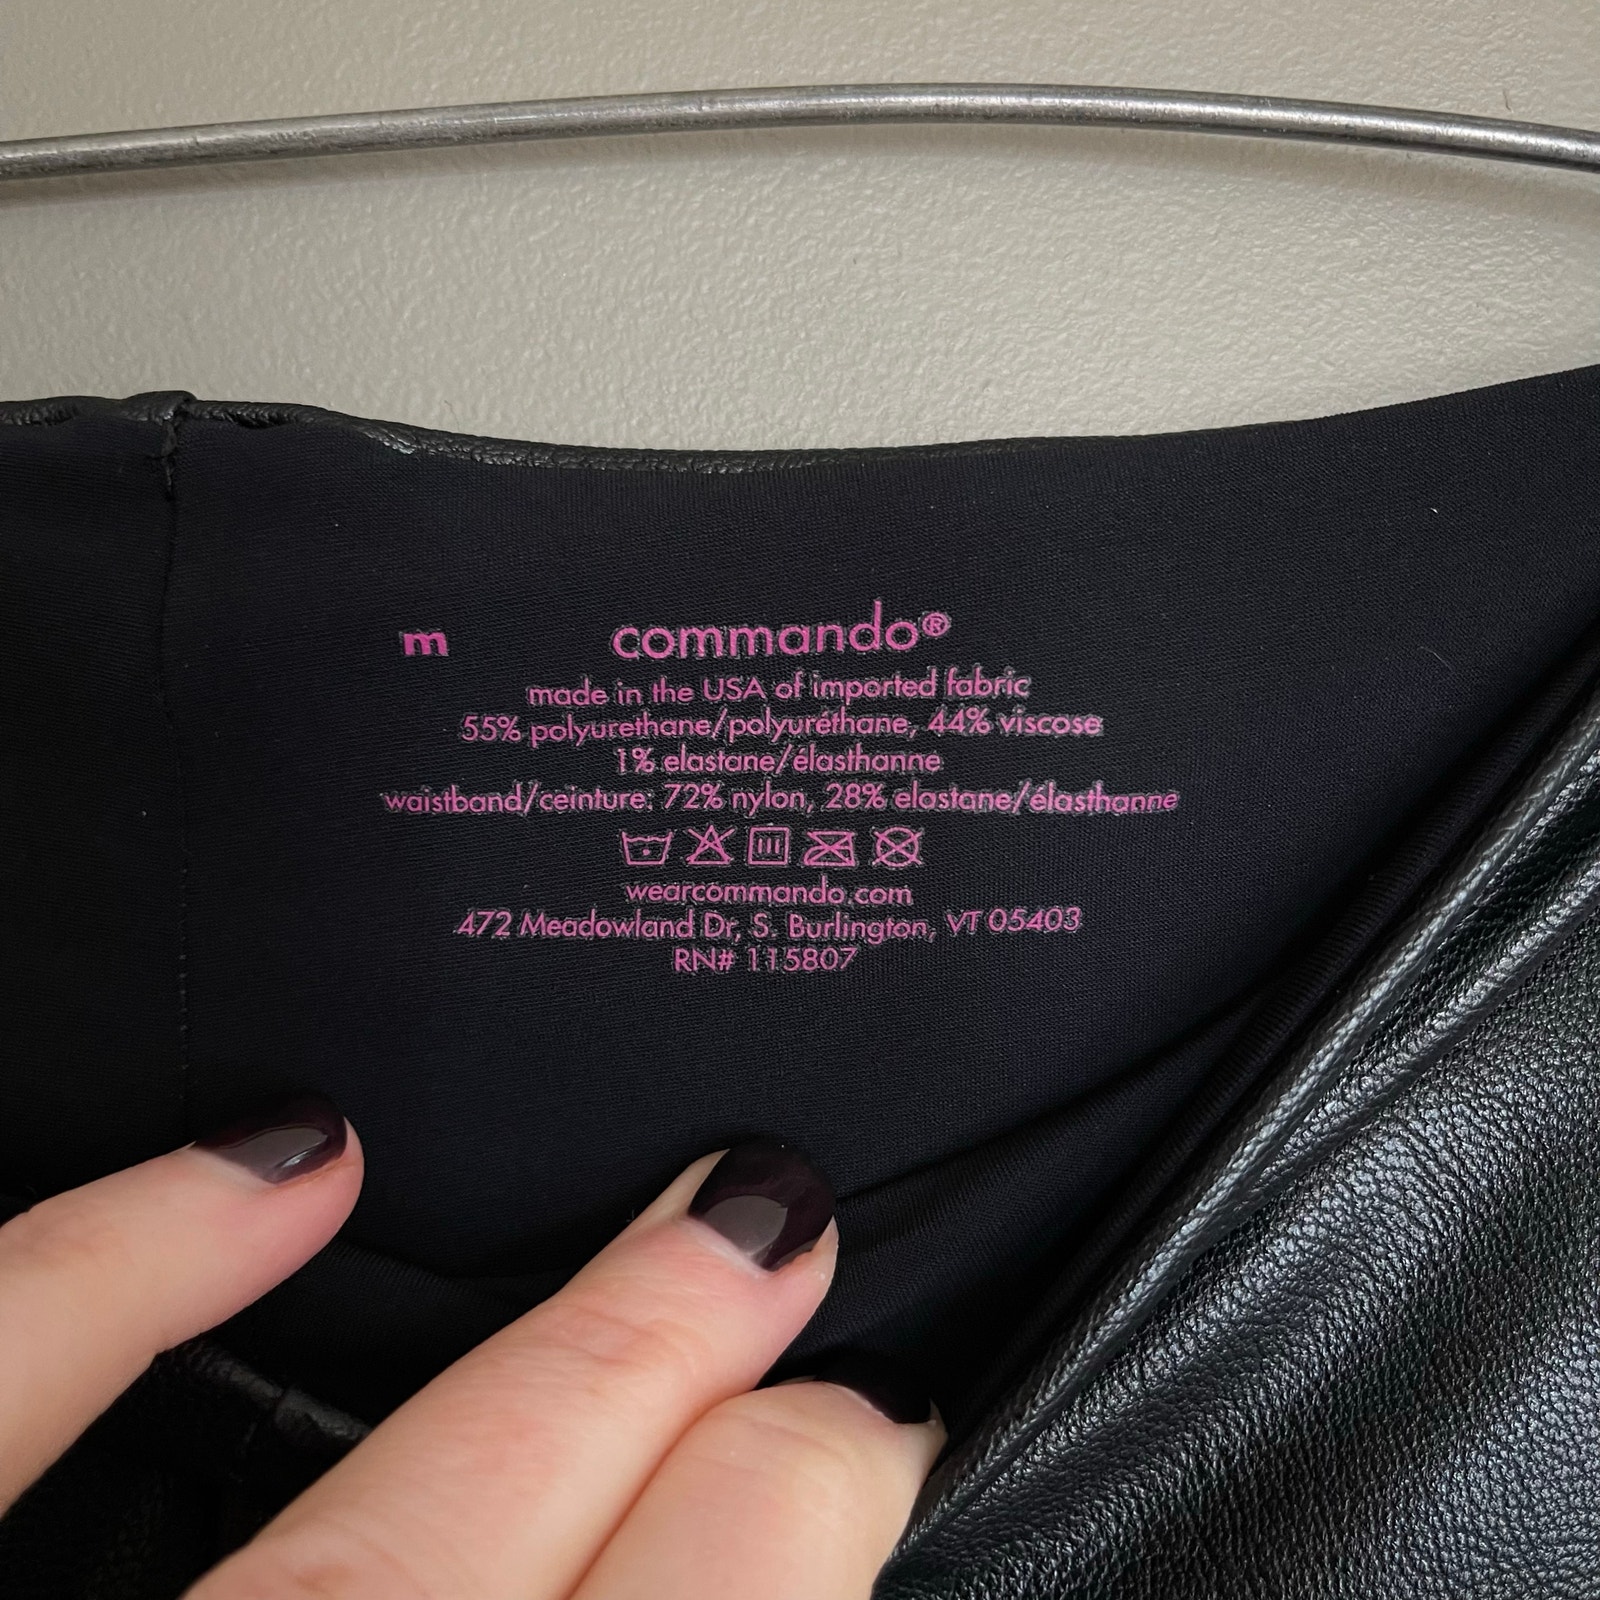 m commando®
made in the USA of imported fabric
55% polyurethane/polyuréthane, 44% viscose
1% elastane/élasthanne
waistband/ceinture: 72% nylon, 28% elastane/élasthanne
wearcommando.com
472 Meadowland Dr, S. Burlington, VT 05403
RN# 115807